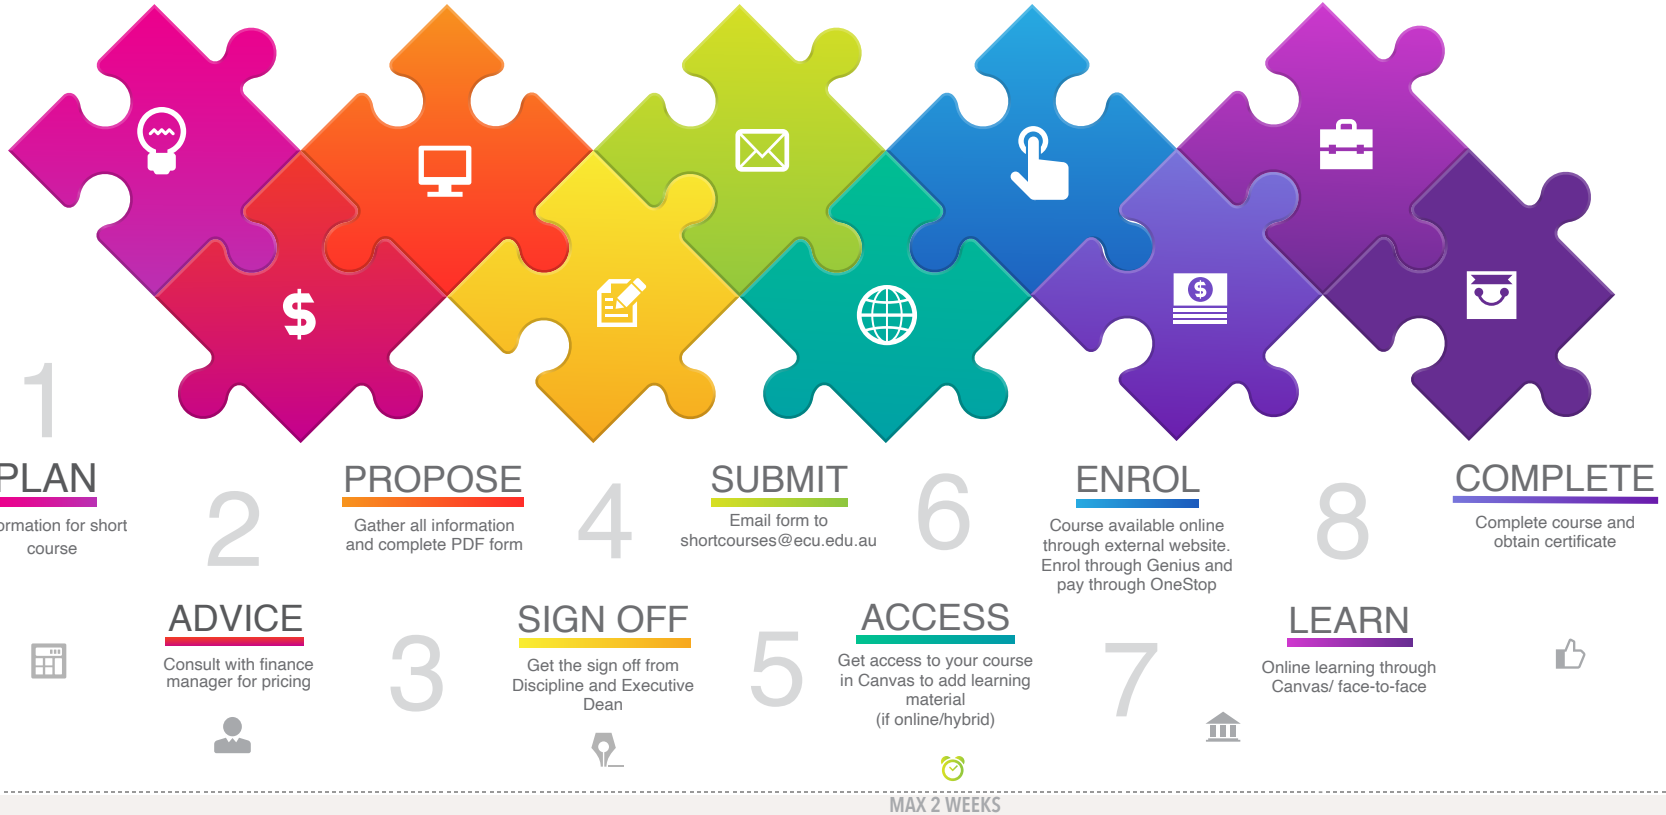 1
PLAN
ormation for short
course
2
ADVICE
Consult with finance
manager for pricing
PROPOSE
Gather all information
and complete PDF form
3
SIGN OFF
Get the sign off from
Discipline and Executive
Dean
4
SUBMIT
Email form to
shortcourses@ecu.edu.au
5
ACCESS
Get access to your course
in Canvas to add learning
material
(if online/hybrid)
6
ENROL
Course available online
through external website.
Enrol through Genius and
pay through OneStop
7
LEARN
Online learning through
Canvas/ face-to-face
8
COMPLETE
Complete course and
obtain certificate
MAX 2 WEEKS
$
$